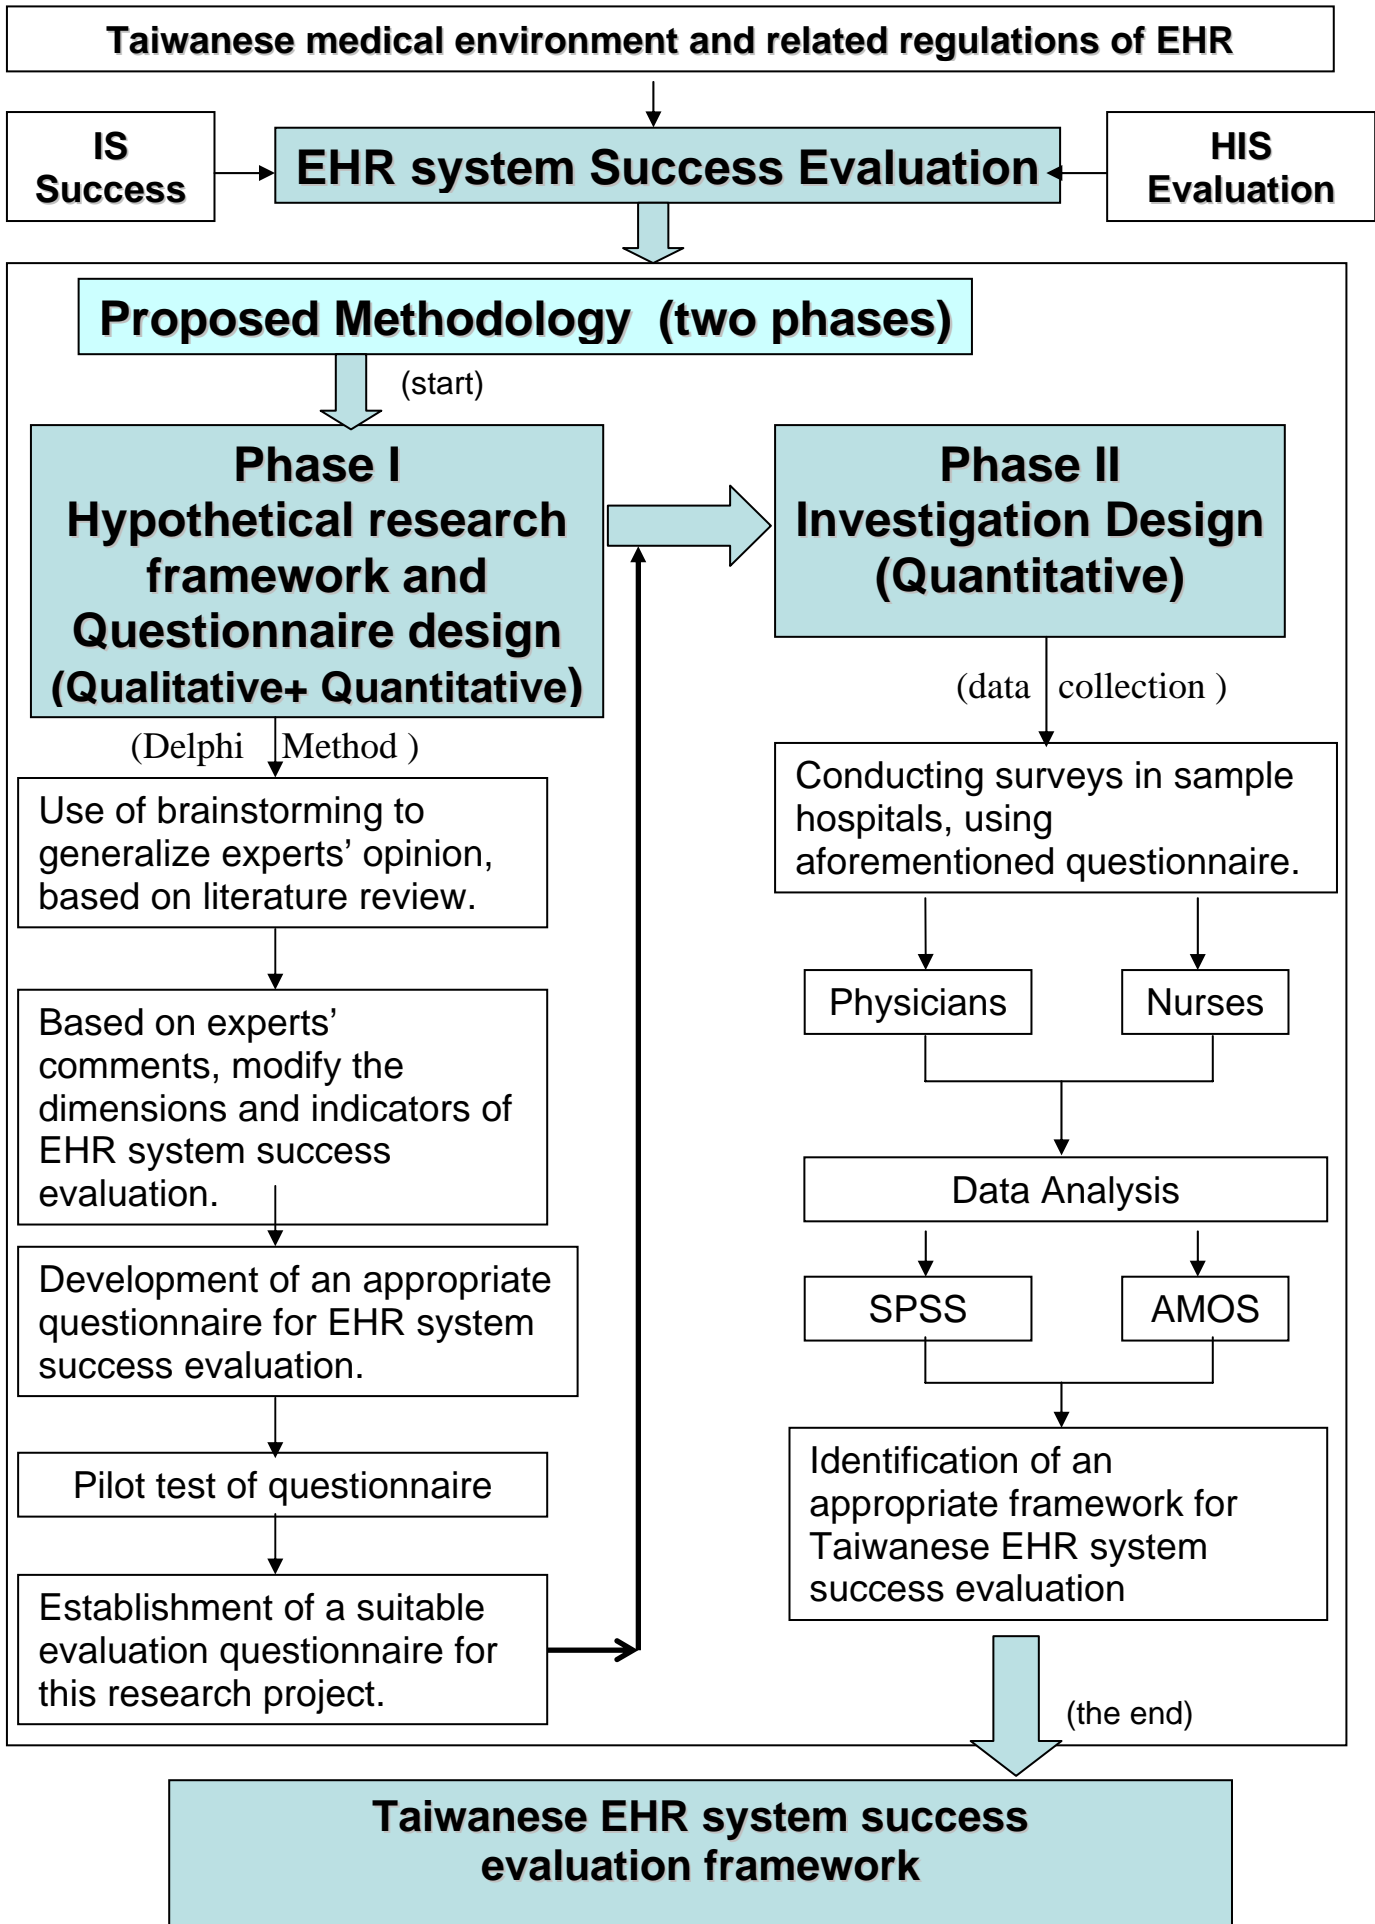 Taiwanese medical environment and related regulations of EHR
IS
Success
EHR system Success Evaluation
HIS
Evaluation
Proposed Methodology (two phases)
(start)
Phase I
Hypothetical research
framework and
Questionnaire design
(Qualitative+ Quantitative)
(Delphi Method )
Use of brainstorming to
generalize experts’ opinion,
based on literature review.
Based on experts’
comments, modify the
dimensions and indicators of
EHR system success
evaluation.
Development of an appropriate
questionnaire for EHR system
success evaluation.
Pilot test of questionnaire
Establishment of a suitable
evaluation questionnaire for
this research project.
Phase II
Investigation Design
(Quantitative)
(data collection )
Conducting surveys in sample
hospitals, using
aforementioned questionnaire.
Physicians
Nurses
Data Analysis
SPSS
AMOS
Identification of an
appropriate framework for
Taiwanese EHR system
success evaluation
(the end)
Taiwanese EHR system success
evaluation framework